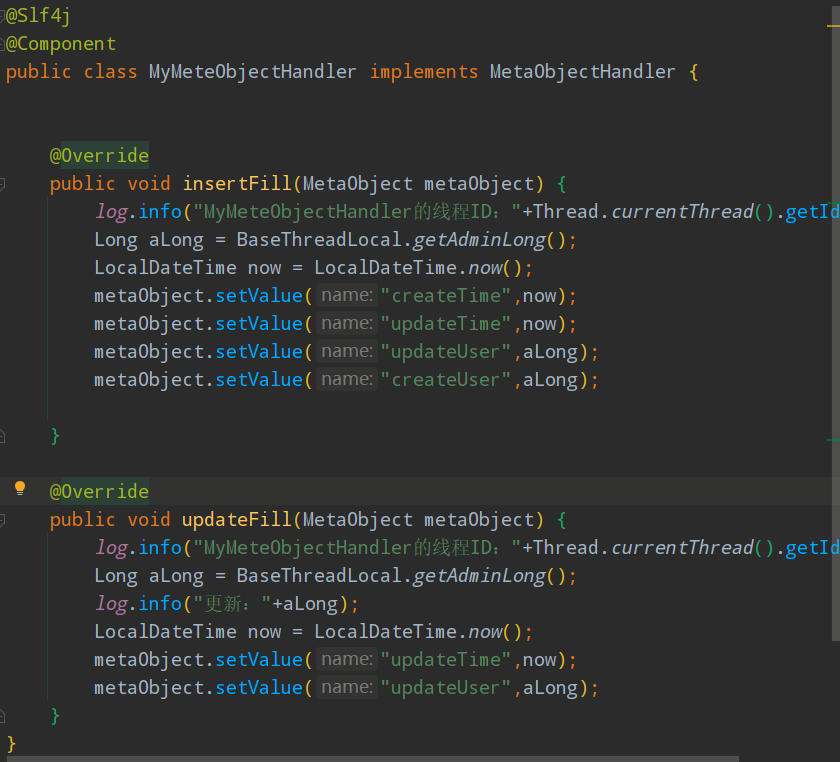 @Slf4j
@Component
public class MyMeteObjectHandler implements MetaObjectHandler {
@Override
public void insertFill(MetaObject metaObject) {
log.info("MyMeteObjectHandler的线程ID："+Thread.currentThread().getId
Long aLong = BaseThreadLocal.getAdminLong();
LocalDateTime now = LocalDateTime.now();
metaObject.setValue( name: "createTime",now);
metaObject.setValue( name: "updateTime",now);
metaObject.setValue( name: "updateUser",aLong);
metaObject.setValue( name: "createUser",aLong);
}
@Override
public void updateFill(MetaObject metaObject) {
log.info("MyMeteObjectHandler的线程ID："+Thread.currentThread().getId
Long aLong = BaseThreadLocal.getAdminLong();
log.info("更新："+aLong);
LocalDateTime now = LocalDateTime.now();
metaObject.setValue( name: "updateTime",now);
metaObject.setValue( name: "updateUser",aLong);
}
}